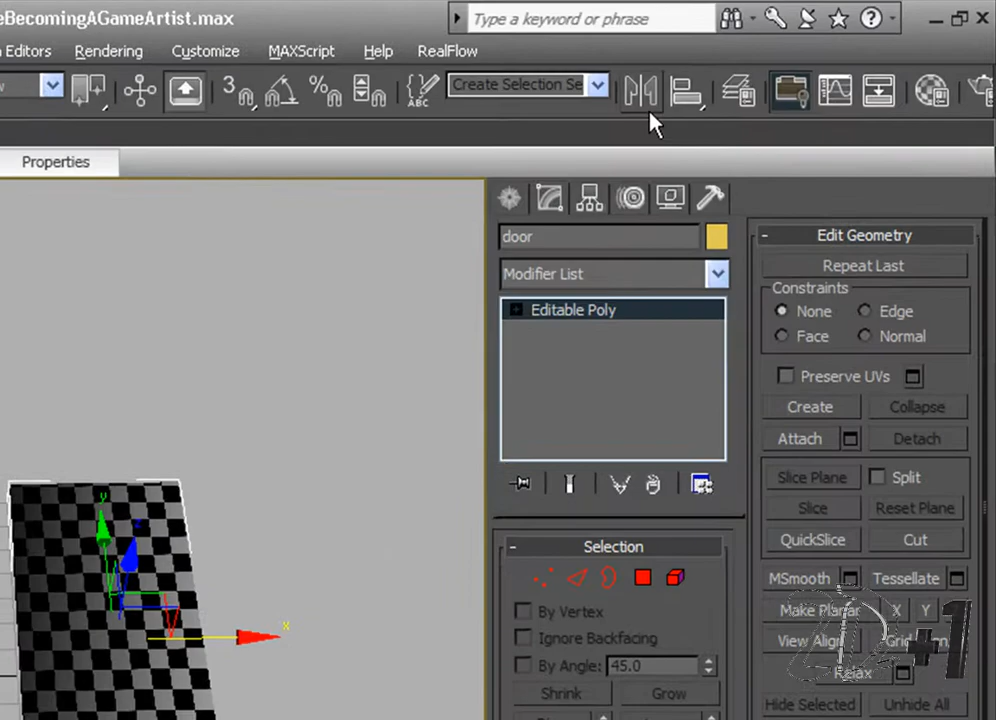 eBecomingAGameArtist.max
Type a keyword or phrase
Editors
Rendering
Customize
MAXScript
Help
RealFlow
3
%
ABC
Create Selection Se
Properties
door
Edit Geometry
Modifier List
Repeat Last
Constraints
Editable Poly
None
Edge
Face
Normal
Preserve UVs
Create
Collapse
Attach
Detach
Slice Plane
Split
Slice
Reset Plane
QuickSlice
Cut
Selection
MSmooth
Tessellate
By Vertex
Make Planar
X
Y
Ignore Backfacing
View Align
By Angle:
45.0
Relax
Shrink
Grow
Hide Selected
Unhide All
y
z
x
+1